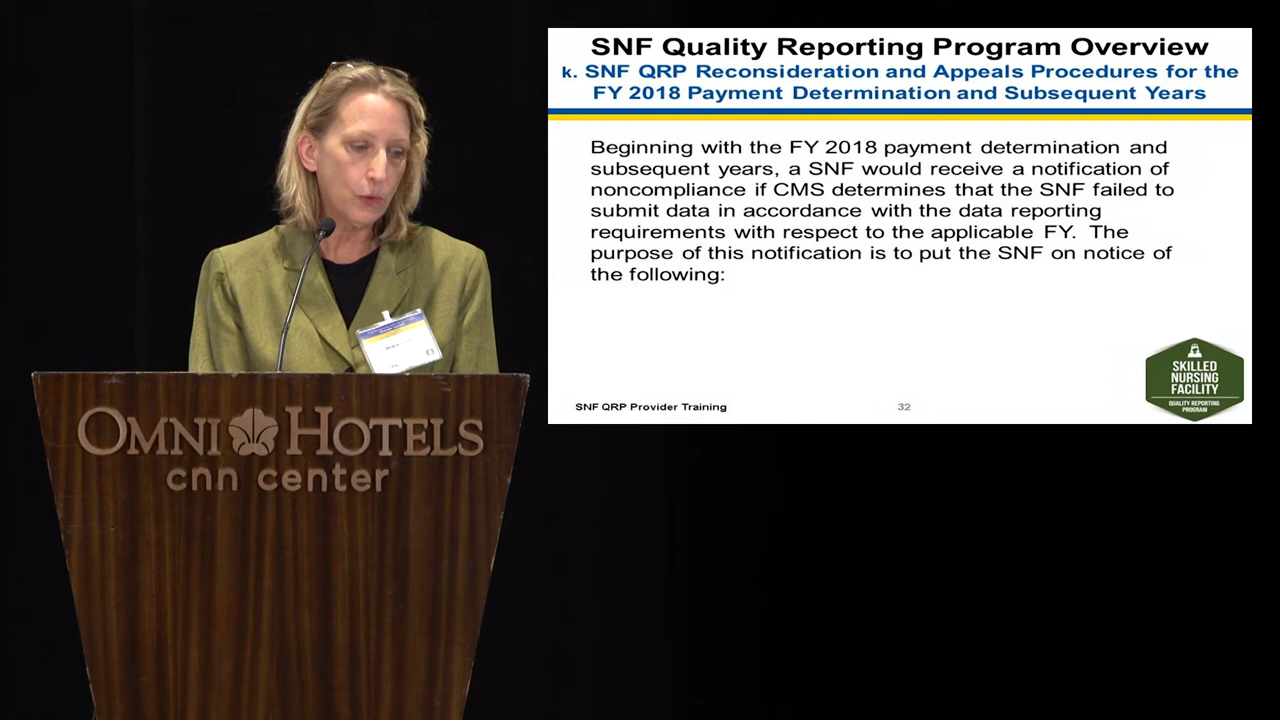 SNF Quality Reporting Program Overview
k. SNF QRP Reconsideration and Appeals Procedures for the
FY 2018 Payment Determination and Subsequent Years
Beginning with the FY 2018 payment determination and
subsequent years, a SNF would receive a notification of
noncompliance if CMS determines that the SNF failed to
submit data in accordance with the data reporting
requirements with respect to the applicable FY. The
purpose of this notification is to put the SNF on notice of
the following:
SKILLED
NURSING
FACILITY
QUALITY REPORTING
PROGRAM
SNF QRP Provider Training
32
OMNI HOTELS
cnn center